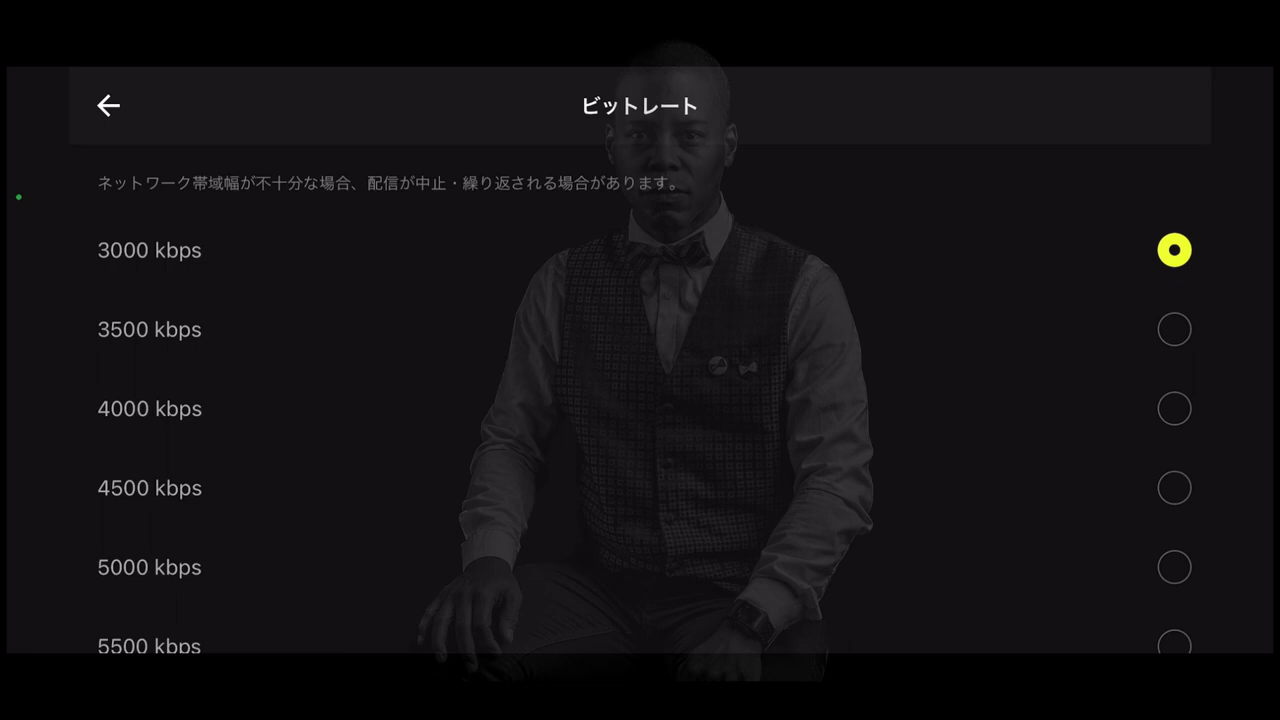 ビットレート
ネットワーク帯域幅が不十分な場合、配信が中止・繰り返される場合があります。
3000 kbps
3500 kbps
4000 kbps
4500 kbps
5000 kbps
5500 kbps